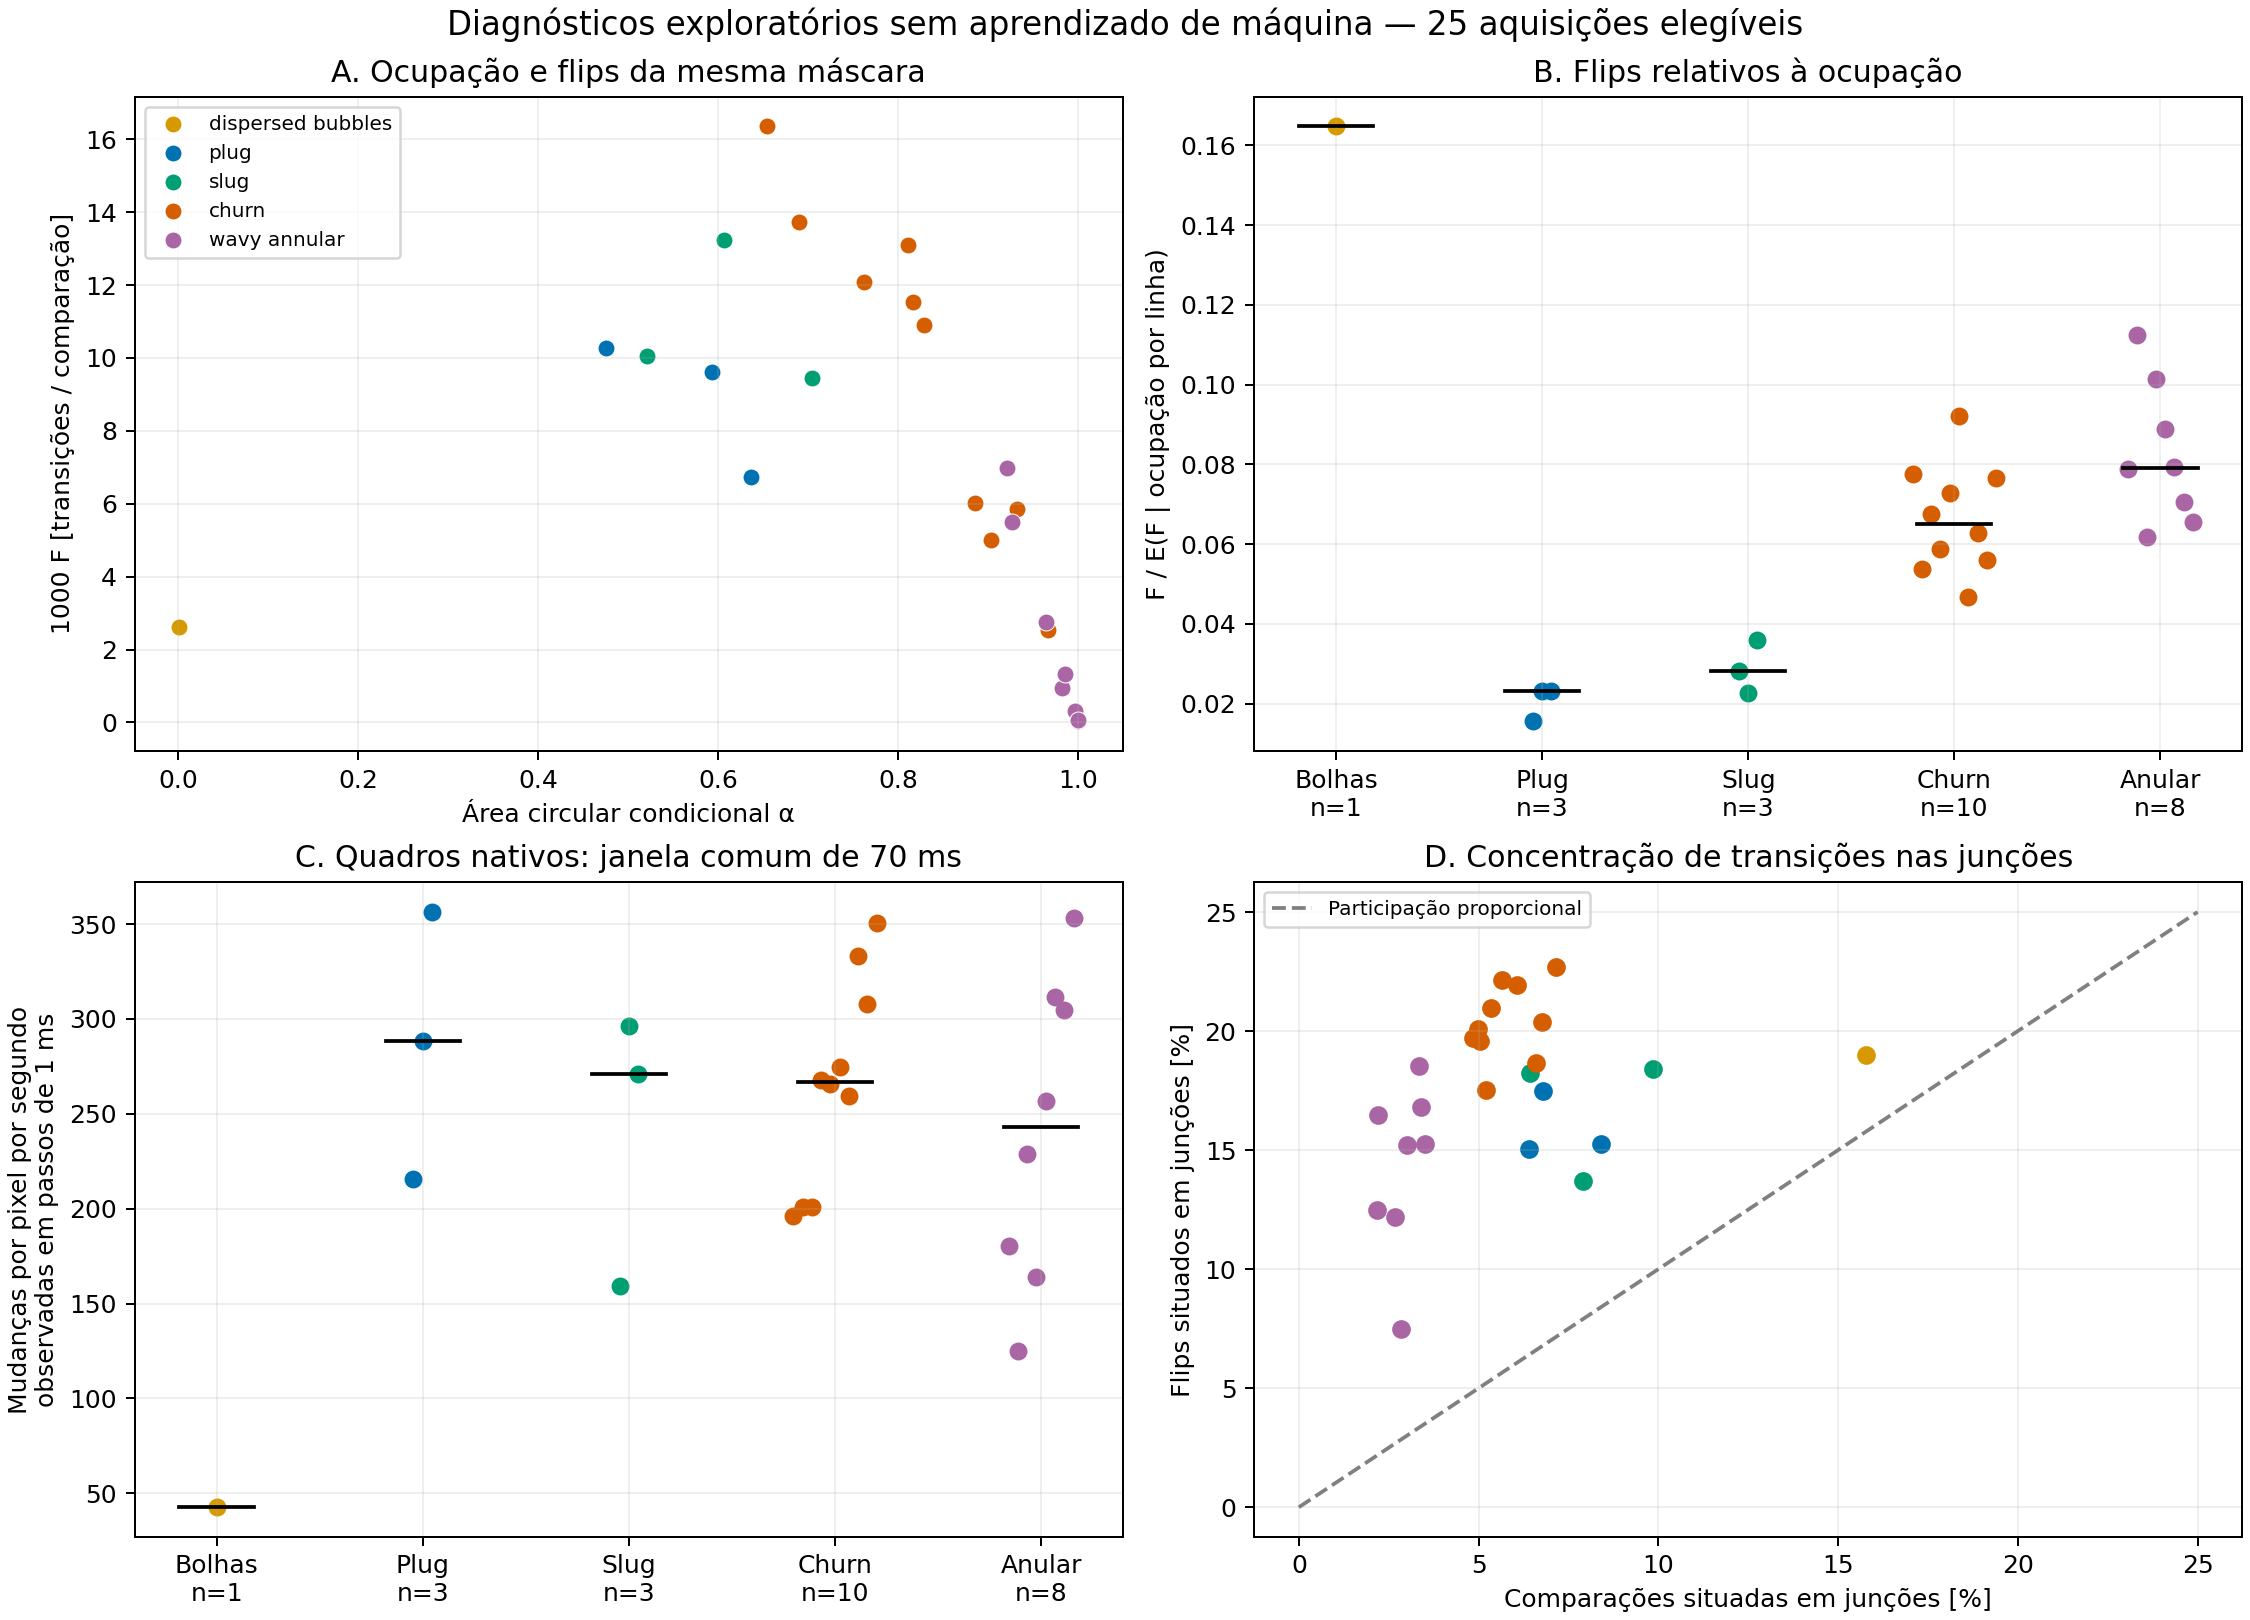 Diagnósticos exploratórios sem aprendizado de máquina — 25 aquisições elegíveis
A. Ocupação e flips da mesma máscara
1000 F [transições / comparação]
16
14
12
10
8
6
4
2
0
dispersed bubbles
plug
slug
churn
wavy annular
0.0 0.2 0.4 0.6 0.8 1.0
Área circular condicional α
B. Flips relativos à ocupação
F / E(F | ocupação por linha)
0.16
0.14
0.12
0.10
0.08
0.06
0.04
0.02
Bolhas Plug Slug Churn Anular
n=1 n=3 n=3 n=10 n=8
C. Quadros nativos: janela comum de 70 ms
Mudanças por pixel por segundo
observadas em passos de 1 ms
350
300
250
200
150
100
50
Bolhas Plug Slug Churn Anular
n=1 n=3 n=3 n=10 n=8
D. Concentração de transições nas junções
Flips situados em junções [%]
25
20
15
10
5
0
Participação proporcional
0 5 10 15 20 25
Comparações situadas em junções [%]